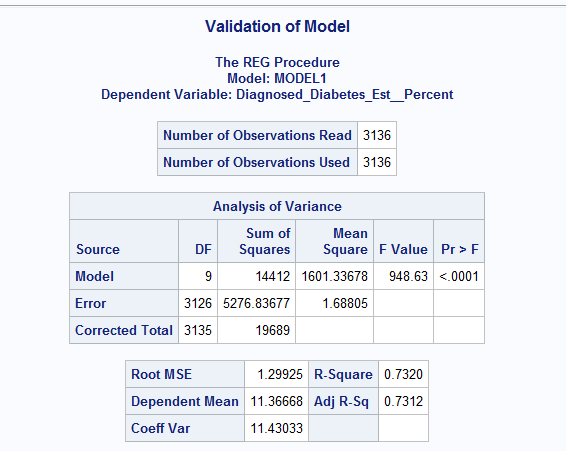 Validation of Model
The REG Procedure
Model: MODEL1
Dependent Variable: Diagnosed_Diabetes_Est__Percent
Number of Observations Read 3136
Number of Observations Used 3136
Analysis of Variance
Source DF Sum of Squares Mean Square F Value Pr > F
Model 9 14412 1601.33678 948.63 <.0001
Error 3126 5276.83677 1.68805
Corrected Total 3135 19689
Root MSE 1.29925 R-Square 0.7320
Dependent Mean 11.36668 Adj R-Sq 0.7312
Coeff Var 11.43033